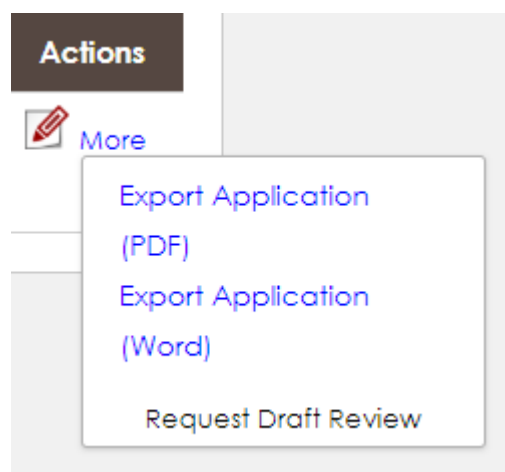 Actions
More
Export Application
(PDF)
Export Application
(Word)
Request Draft Review